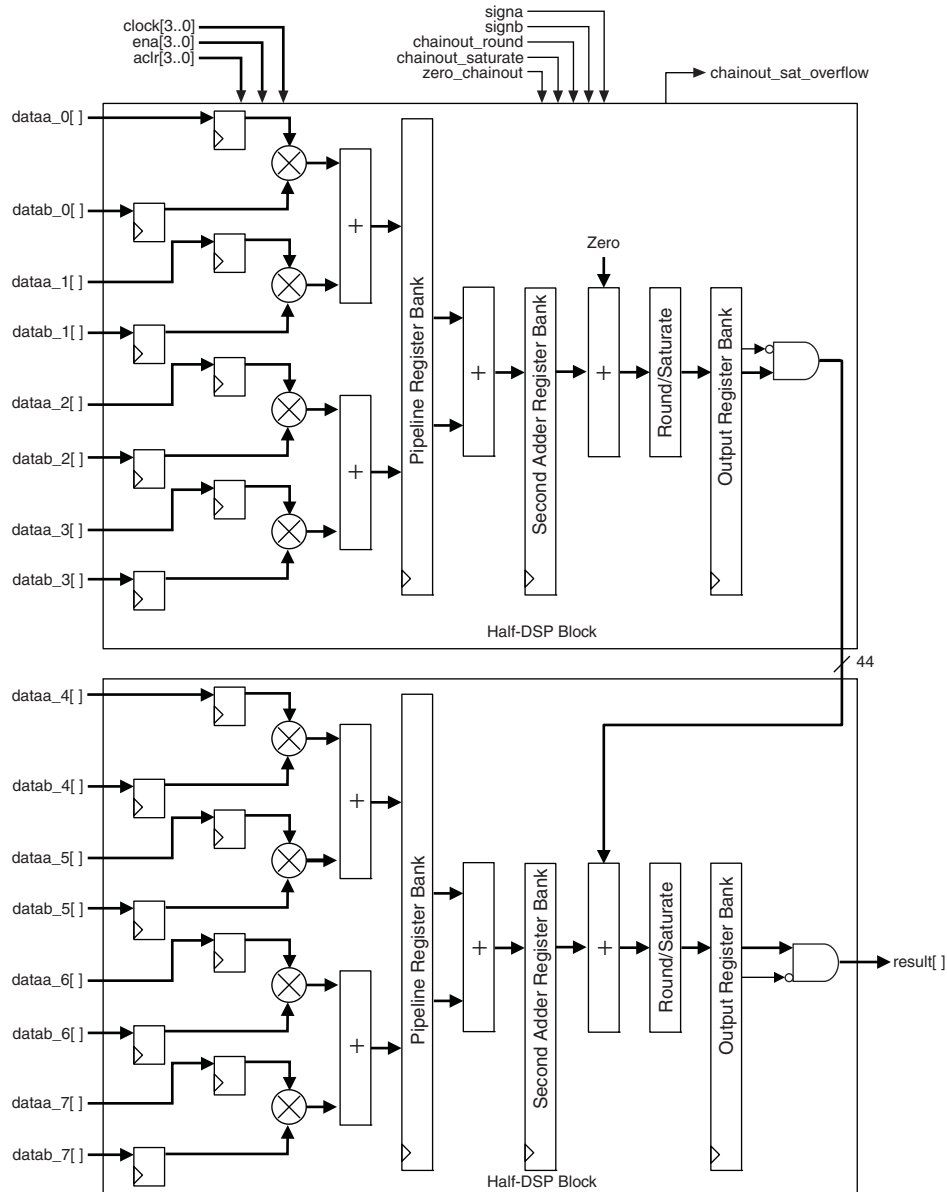 clock[3..0]
ena[3..0]
aclr[3..0]
signa
signb
chainout_round
chainout_saturate
zero_chainout
chainout_sat_overflow
dataa_0[ ]
datab_0[ ]
dataa_1[ ]
datab_1[ ]
dataa_2[ ]
datab_2[ ]
dataa_3[ ]
datab_3[ ]
+
+
Pipeline Register Bank
+
Second Adder Register Bank
Zero
+
Round/Saturate
Output Register Bank
Half-DSP Block
44
dataa_4[ ]
datab_4[ ]
dataa_5[ ]
datab_5[ ]
dataa_6[ ]
datab_6[ ]
dataa_7[ ]
datab_7[ ]
+
+
Pipeline Register Bank
+
Second Adder Register Bank
+
Round/Saturate
Output Register Bank
result[ ]
Half-DSP Block